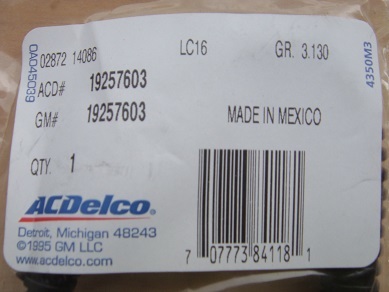 02872 14086 LC16 GR. 3.130
DAD45039
4350M3
ACD# 19257603
GM# 19257603
MADE IN MEXICO
QTY. 1
ACDelco®
Detroit, Michigan 48243
©1995 GM LLC
www.acdelco.com
7 07773 84118 1